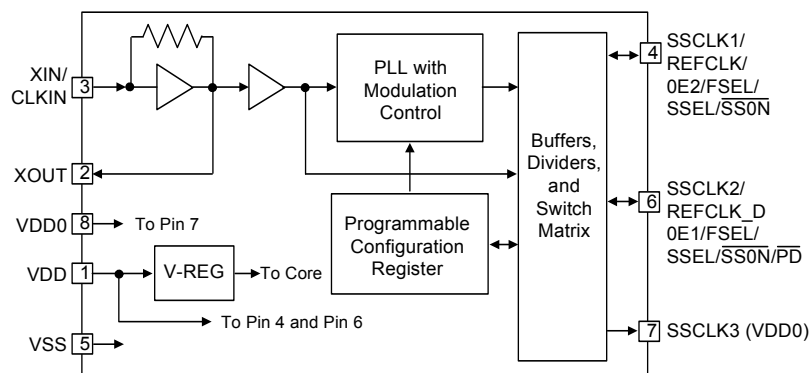 XIN/
CLKIN
3
XOUT
2
VDD0
8
To Pin 7
VDD
1
V-REG
To Core
To Pin 4 and Pin 6
VSS
5
PLL with
Modulation
Control
Programmable
Configuration
Register
Buffers,
Dividers,
and
Switch
Matrix
4
SSCLK1/
REFCLK/
0E2/FSEL/
SSEL/SS0N
6
SSCLK2/
REFCLK_D
0E1/FSEL/
SSEL/SS0N/PD
7
SSCLK3 (VDD0)